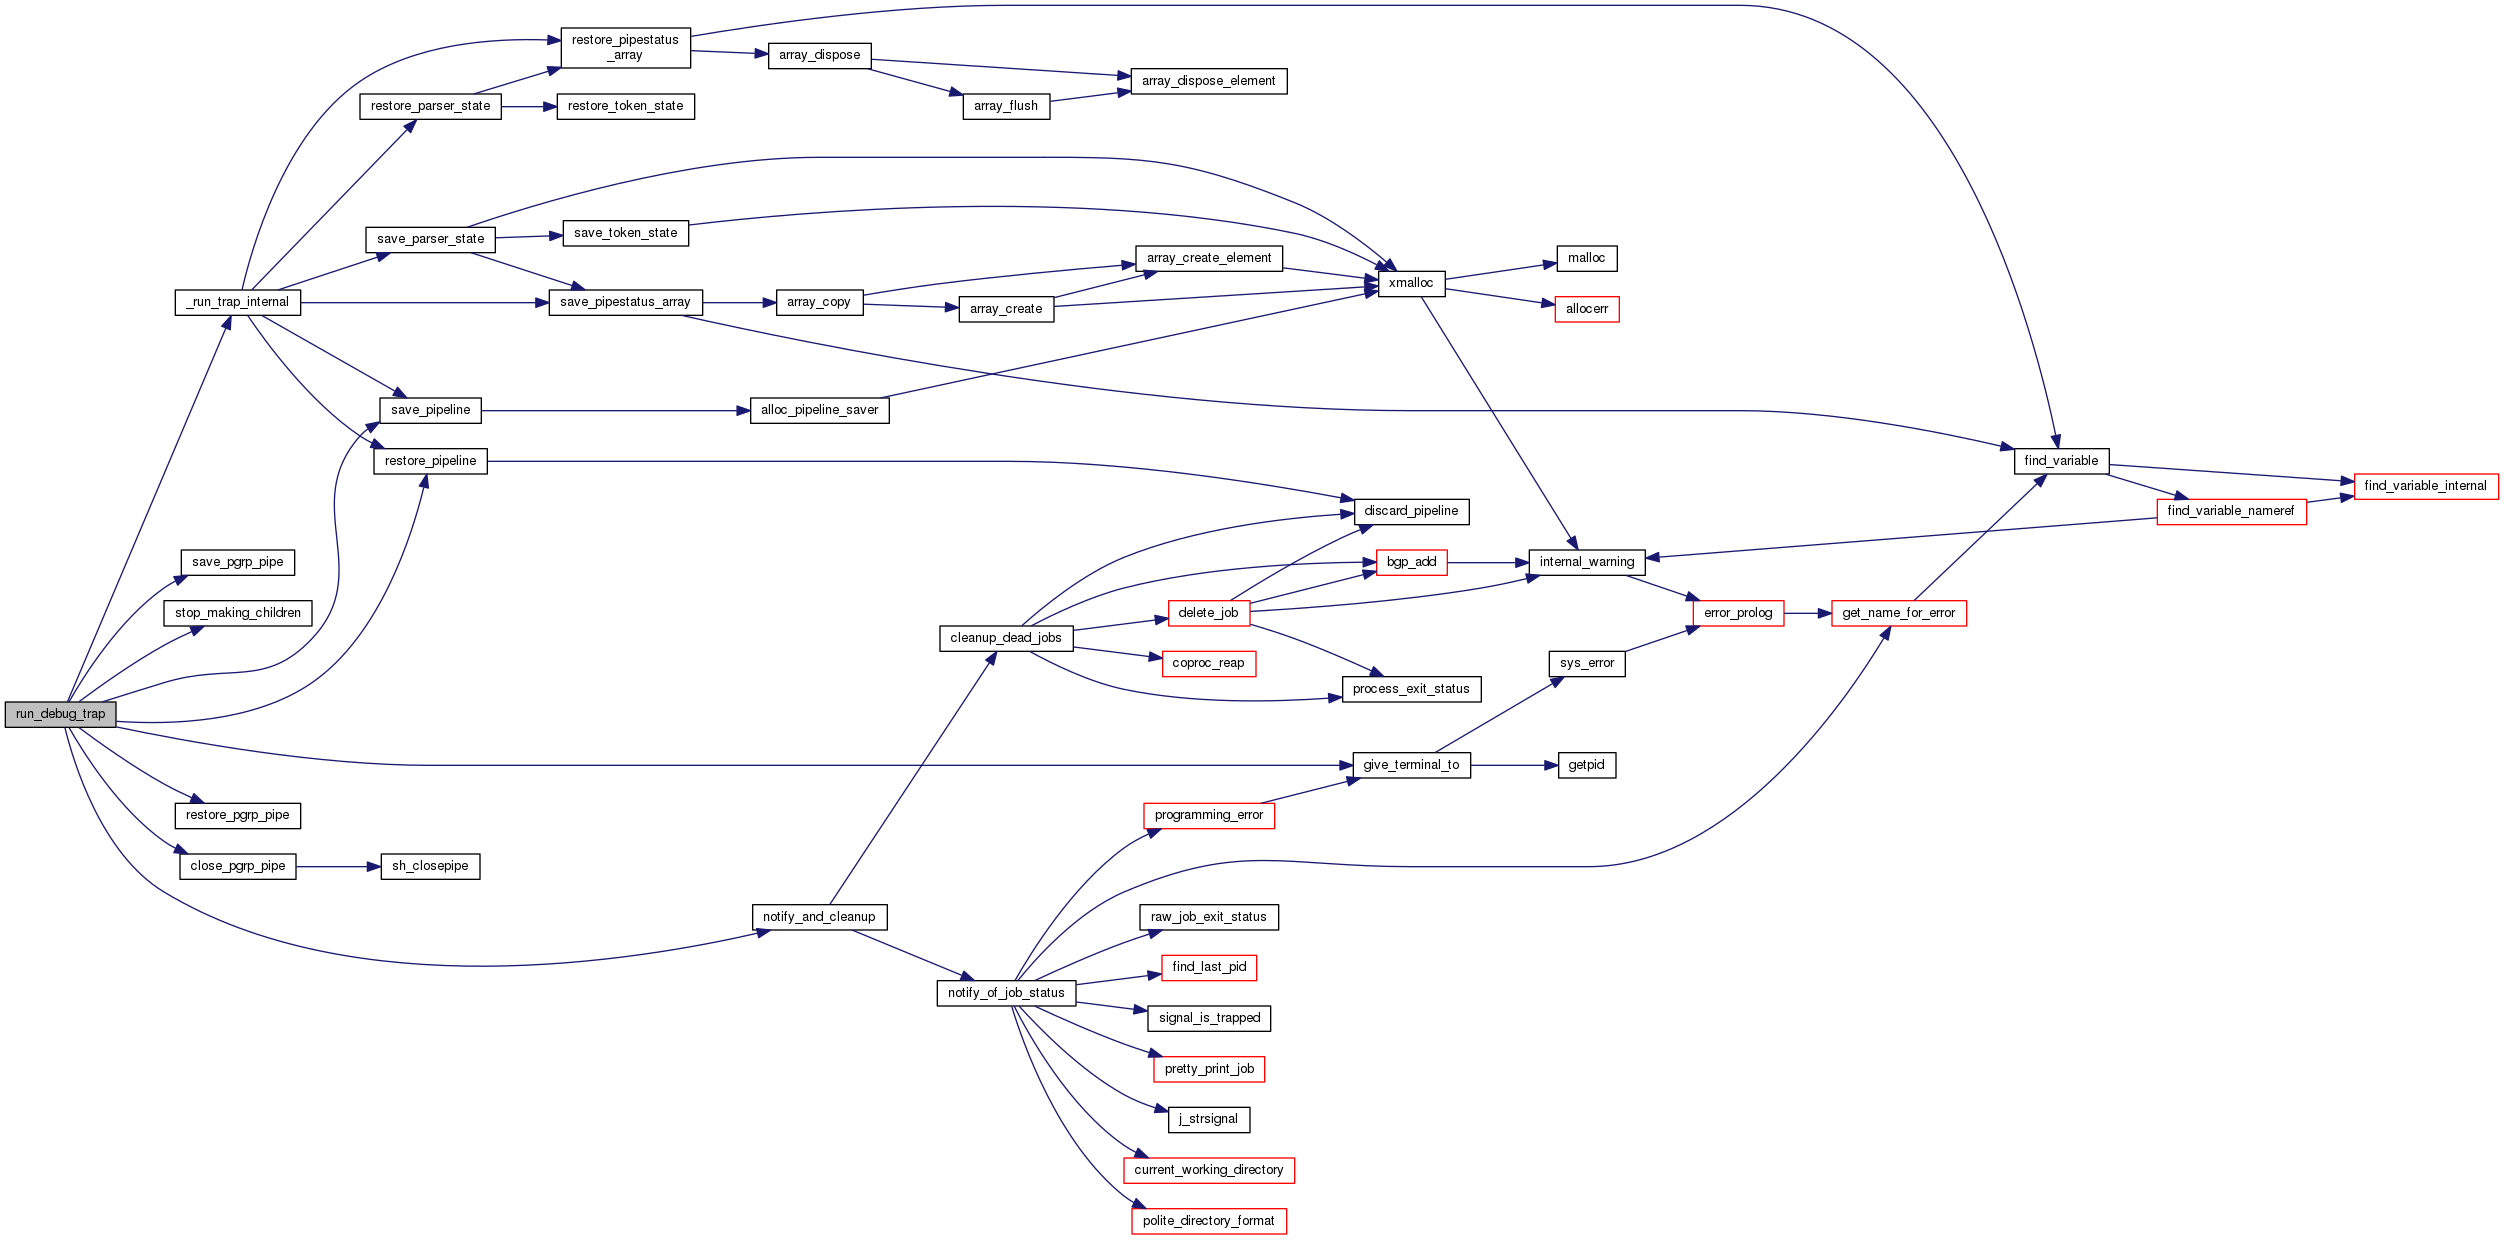 restore_pipestatus
_array
array_dispose
array_dispose_element
restore_parser_state
restore_token_state
array_flush
save_parser_state
save_token_state
array_create_element
malloc
xmalloc
_run_trap_internal
save_pipestatus_array
array_copy
array_create
allocerr
save_pipeline
alloc_pipeline_saver
restore_pipeline
find_variable
find_variable_internal
discard_pipeline
find_variable_nameref
save_pgrp_pipe
bgp_add
internal_warning
stop_making_children
delete_job
error_prolog
get_name_for_error
cleanup_dead_jobs
coproc_reap
sys_error
process_exit_status
run_debug_trap
give_terminal_to
getpid
restore_pgrp_pipe
programming_error
close_pgrp_pipe
sh_closepipe
notify_and_cleanup
raw_job_exit_status
find_last_pid
notify_of_job_status
signal_is_trapped
pretty_print_job
j_strsignal
current_working_directory
polite_directory_format